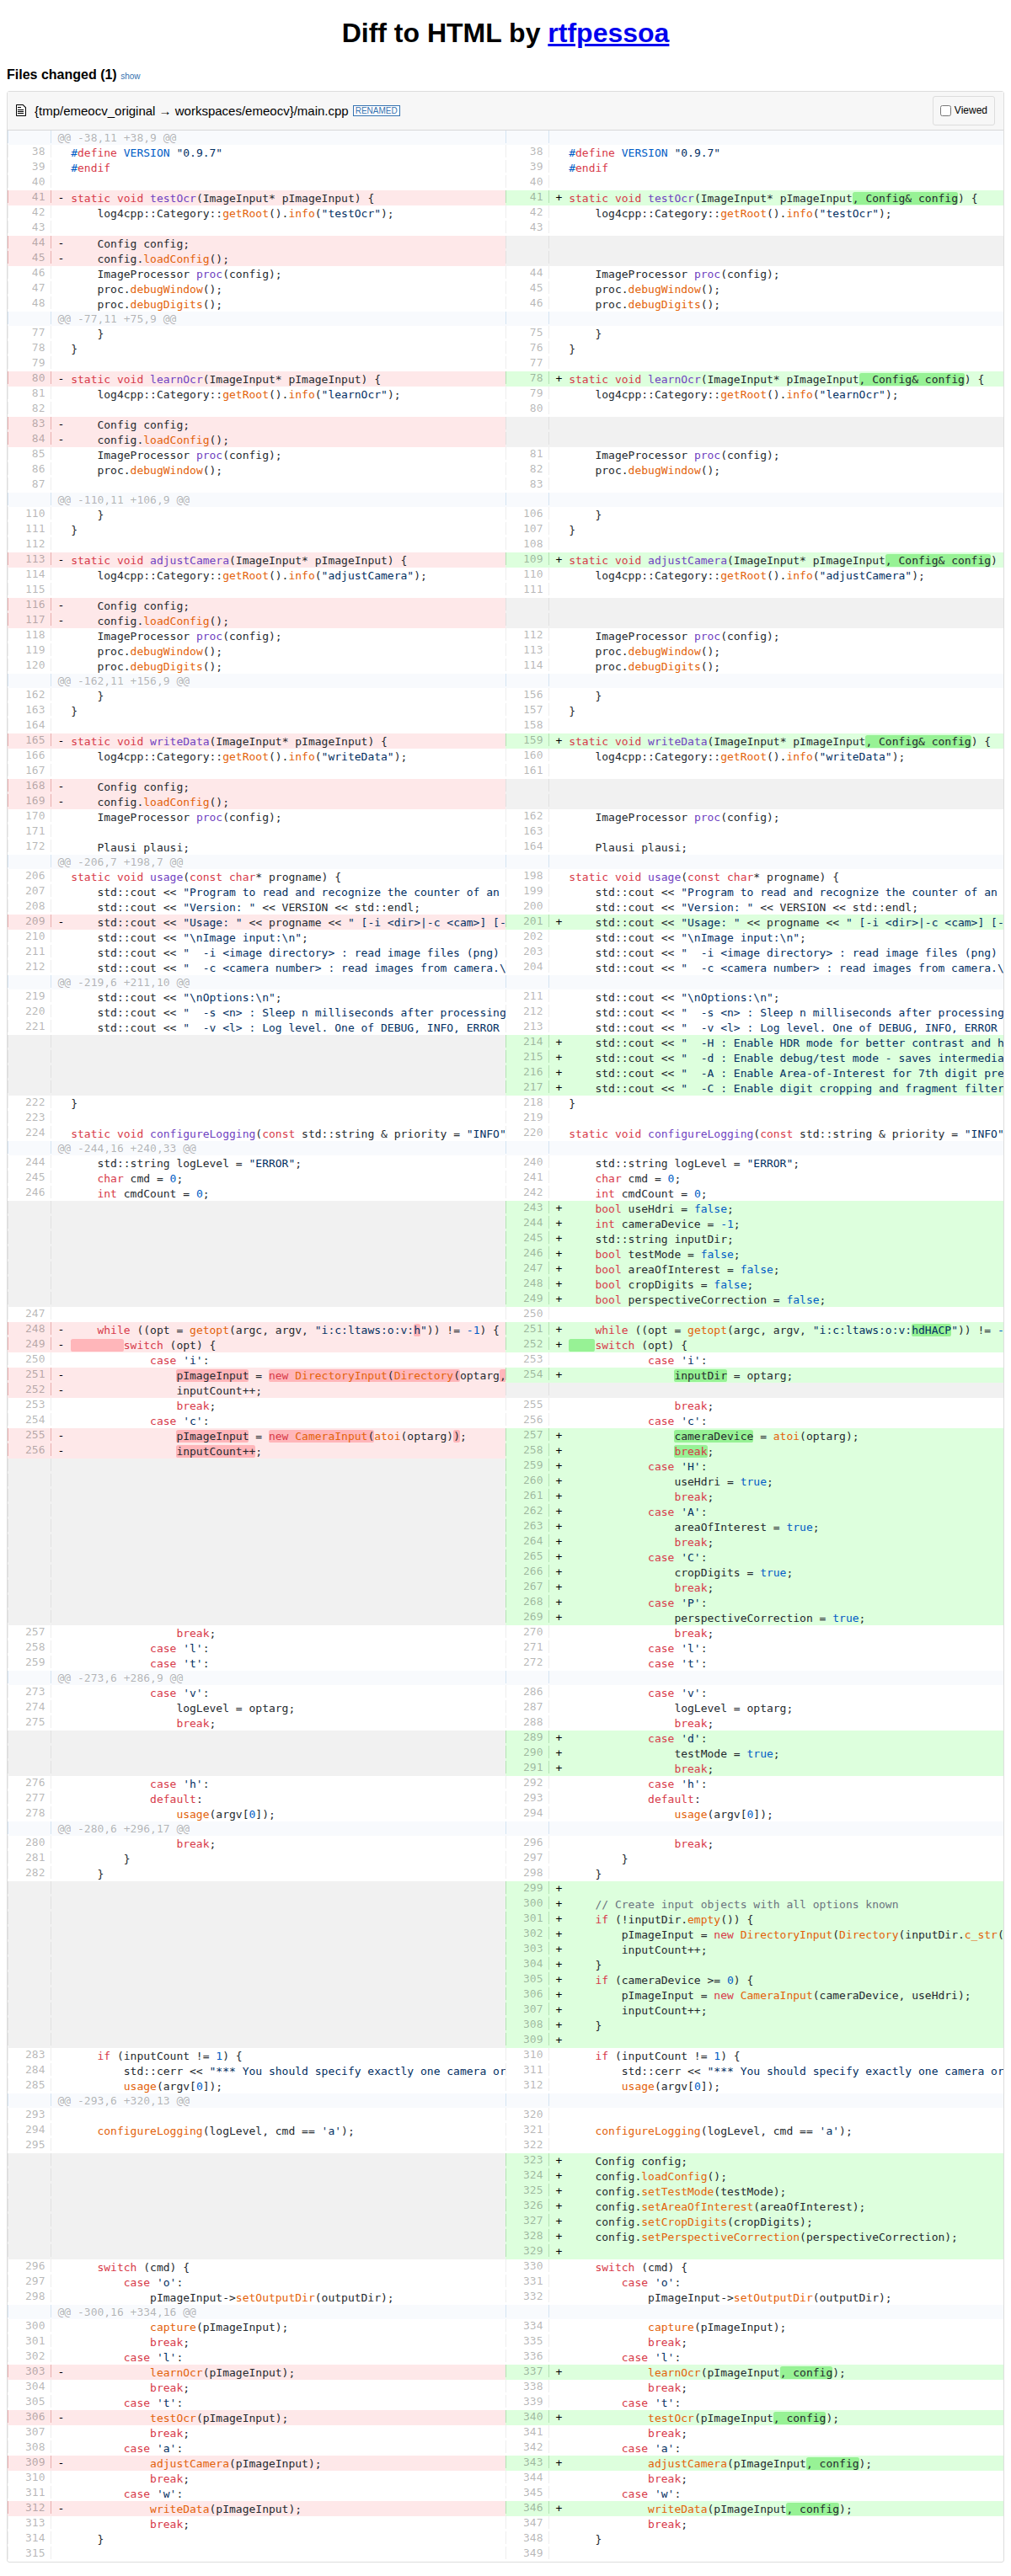 Diff to HTML by rtfpessoa
Files changed (1) show
{tmp/emeocv_original → workspaces/emeocv}/main.cpp RENAMED Viewed
@@ -38,11 +38,9 @@
38 #define VERSION "0.9.7" 38 #define VERSION "0.9.7"
39 #endif 39 #endif
40 40
41 - static void testOcr(ImageInput* pImageInput) { 41 + static void testOcr(ImageInput* pImageInput, Config& config) {
42 log4cpp::Category::getRoot().info("testOcr"); 42 log4cpp::Category::getRoot().info("testOcr");
43 43
44 - Config config;
45 - config.loadConfig();
46 ImageProcessor proc(config); 44 ImageProcessor proc(config);
47 proc.debugWindow(); 45 proc.debugWindow();
48 proc.debugDigits(); 46 proc.debugDigits();
@@ -77,11 +75,9 @@
77 } 75 }
78 } 76 }
79 77
80 - static void learnOcr(ImageInput* pImageInput) { 78 + static void learnOcr(ImageInput* pImageInput, Config& config) {
81 log4cpp::Category::getRoot().info("learnOcr"); 79 log4cpp::Category::getRoot().info("learnOcr");
82 80
83 - Config config;
84 - config.loadConfig();
85 ImageProcessor proc(config); 81 ImageProcessor proc(config);
86 proc.debugWindow(); 82 proc.debugWindow();
87 83
@@ -110,11 +106,9 @@
110 } 106 }
111 } 107 }
112 108
113 - static void adjustCamera(ImageInput* pImageInput) { 109 + static void adjustCamera(ImageInput* pImageInput, Config& config)
114 log4cpp::Category::getRoot().info("adjustCamera"); 110 log4cpp::Category::getRoot().info("adjustCamera");
115 111
116 - Config config;
117 - config.loadConfig();
118 ImageProcessor proc(config); 112 ImageProcessor proc(config);
119 proc.debugWindow(); 113 proc.debugWindow();
120 proc.debugDigits(); 114 proc.debugDigits();
@@ -162,11 +156,9 @@
162 } 156 }
163 } 157 }
164 158
165 - static void writeData(ImageInput* pImageInput) { 159 + static void writeData(ImageInput* pImageInput, Config& config) {
166 log4cpp::Category::getRoot().info("writeData"); 160 log4cpp::Category::getRoot().info("writeData");
167 161
168 - Config config;
169 - config.loadConfig();
170 ImageProcessor proc(config); 162 ImageProcessor proc(config);
171 163
172 Plausi plausi; 164 Plausi plausi;
@@ -206,7 +198,7 @@
206 static void usage(const char* progname) { 198 static void usage(const char* progname) {
207 std::cout << "Program to read and recognize the counter of an 199 std::cout << "Program to read and recognize the counter of an
208 std::cout << "Version: " << VERSION << std::endl; 200 std::cout << "Version: " << VERSION << std::endl;
209 - std::cout << "Usage: " << progname << " [-i <dir>|-c <cam>] [- 201 + std::cout << "Usage: " << progname << " [-i <dir>|-c <cam>] [-
210 std::cout << "\nImage input:\n"; 202 std::cout << "\nImage input:\n";
211 std::cout << "  -i <image directory> : read image files (png) 203 std::cout << "  -i <image directory> : read image files (png)
212 std::cout << "  -c <camera number> : read images from camera.\ 204 std::cout << "  -c <camera number> : read images from camera.\
@@ -219,6 +211,10 @@
219 std::cout << "\nOptions:\n"; 211 std::cout << "\nOptions:\n";
220 std::cout << "  -s <n> : Sleep n milliseconds after processing 212 std::cout << "  -s <n> : Sleep n milliseconds after processing
221 std::cout << "  -v <l> : Log level. One of DEBUG, INFO, ERROR 213 std::cout << "  -v <l> : Log level. One of DEBUG, INFO, ERROR
214 + std::cout << "  -H : Enable HDR mode for better contrast and h
215 + std::cout << "  -d : Enable debug/test mode - saves intermedia
216 + std::cout << "  -A : Enable Area-of-Interest for 7th digit pre
217 + std::cout << "  -C : Enable digit cropping and fragment filter
222 } 218 }
223 219
224 static void configureLogging(const std::string & priority = "INFO" 220 static void configureLogging(const std::string & priority = "INFO"
@@ -244,16 +240,33 @@
244 std::string logLevel = "ERROR"; 240 std::string logLevel = "ERROR";
245 char cmd = 0; 241 char cmd = 0;
246 int cmdCount = 0; 242 int cmdCount = 0;
243 + bool useHdri = false;
244 + int cameraDevice = -1;
245 + std::string inputDir;
246 + bool testMode = false;
247 + bool areaOfInterest = false;
248 + bool cropDigits = false;
249 + bool perspectiveCorrection = false;
247 250
248 - while ((opt = getopt(argc, argv, "i:c:ltaws:o:v:h")) != -1) { 251 + while ((opt = getopt(argc, argv, "i:c:ltaws:o:v:hdHACP")) != -
249 - switch (opt) { 252 + switch (opt) {
250 case 'i': 253 case 'i':
251 - pImageInput = new DirectoryInput(Directory(optarg, 254 + inputDir = optarg;
252 - inputCount++;
253 break; 255 break;
254 case 'c': 256 case 'c':
255 - pImageInput = new CameraInput(atoi(optarg)); 257 + cameraDevice = atoi(optarg);
256 - inputCount++; 258 + break;
259 + case 'H':
260 + useHdri = true;
261 + break;
262 + case 'A':
263 + areaOfInterest = true;
264 + break;
265 + case 'C':
266 + cropDigits = true;
267 + break;
268 + case 'P':
269 + perspectiveCorrection = true;
257 break; 270 break;
258 case 'l': 271 case 'l':
259 case 't': 272 case 't':
@@ -273,6 +286,9 @@
273 case 'v': 286 case 'v':
274 logLevel = optarg; 287 logLevel = optarg;
275 break; 288 break;
289 + case 'd':
290 + testMode = true;
291 + break;
276 case 'h': 292 case 'h':
277 default: 293 default:
278 usage(argv[0]); 294 usage(argv[0]);
@@ -280,6 +296,17 @@
280 break; 296 break;
281 } 297 }
282 } 298 }
299 +
300 + // Create input objects with all options known
301 + if (!inputDir.empty()) {
302 + pImageInput = new DirectoryInput(Directory(inputDir.c_str(
303 + inputCount++;
304 + }
305 + if (cameraDevice >= 0) {
306 + pImageInput = new CameraInput(cameraDevice, useHdri);
307 + inputCount++;
308 + }
309 +
283 if (inputCount != 1) { 310 if (inputCount != 1) {
284 std::cerr << "*** You should specify exactly one camera or 311 std::cerr << "*** You should specify exactly one camera or
285 usage(argv[0]); 312 usage(argv[0]);
@@ -293,6 +320,13 @@
293 320
294 configureLogging(logLevel, cmd == 'a'); 321 configureLogging(logLevel, cmd == 'a');
295 322
323 + Config config;
324 + config.loadConfig();
325 + config.setTestMode(testMode);
326 + config.setAreaOfInterest(areaOfInterest);
327 + config.setCropDigits(cropDigits);
328 + config.setPerspectiveCorrection(perspectiveCorrection);
329 +
296 switch (cmd) { 330 switch (cmd) {
297 case 'o': 331 case 'o':
298 pImageInput->setOutputDir(outputDir); 332 pImageInput->setOutputDir(outputDir);
@@ -300,16 +334,16 @@
300 capture(pImageInput); 334 capture(pImageInput);
301 break; 335 break;
302 case 'l': 336 case 'l':
303 - learnOcr(pImageInput); 337 + learnOcr(pImageInput, config);
304 break; 338 break;
305 case 't': 339 case 't':
306 - testOcr(pImageInput); 340 + testOcr(pImageInput, config);
307 break; 341 break;
308 case 'a': 342 case 'a':
309 - adjustCamera(pImageInput); 343 + adjustCamera(pImageInput, config);
310 break; 344 break;
311 case 'w': 345 case 'w':
312 - writeData(pImageInput); 346 + writeData(pImageInput, config);
313 break; 347 break;
314 } 348 }
315 349